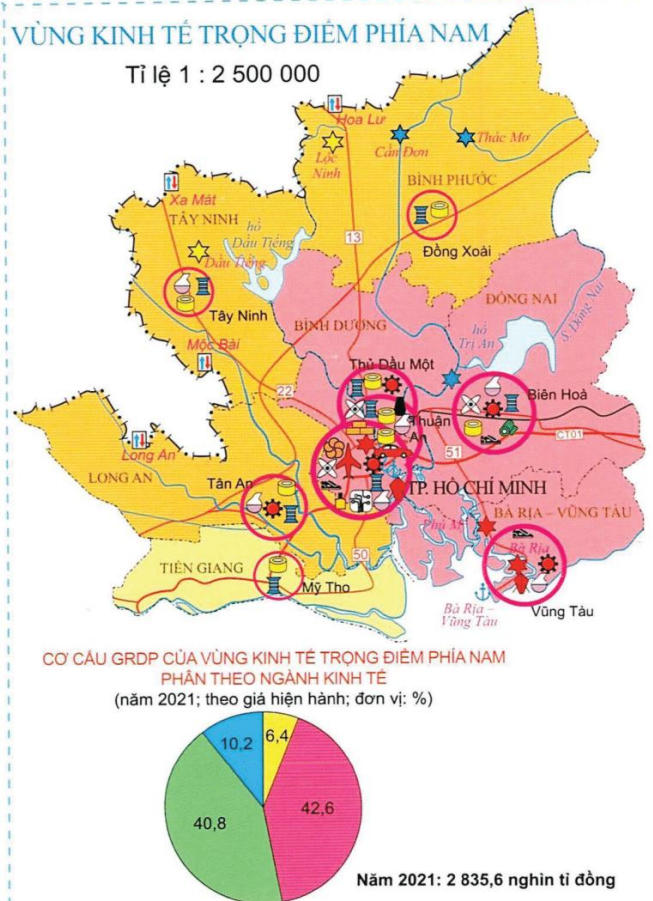 VÙNG KINH TẾ TRỌNG ĐIỂM PHÍA NAM
Tỉ lệ 1 : 2 500 000
Hoa Lư
Lộc
Ninh
Cần Đơn
Thác Mơ
BÌNH PHƯỚC
Xa Mát
TÂY NINH
hồ
Dầu Tiếng
Dầu Tiếng
13
Đồng Xoài
Tây Ninh
BÌNH DƯƠNG
ĐỒNG NAI
S. Đồng Nai
hồ
Trị An
Mộc Bài
Thủ Dầu Một
22
Biên Hoà
Thuận
An
CT01
51
Long An
LONG AN
Tân An
TP. HỒ CHÍ MINH
BÀ RỊA – VŨNG TÀU
Phú Mĩ
Bà Rịa
TIỀN GIANG
50
Mỹ Tho
Bà Rịa –
Vũng Tàu
Vũng Tàu
CƠ CẤU GRDP CỦA VÙNG KINH TẾ TRỌNG ĐIỂM PHÍA NAM
PHÂN THEO NGÀNH KINH TẾ
(năm 2021; theo giá hiện hành; đơn vị: %)
10,2
6,4
40,8
42,6
Năm 2021: 2 835,6 nghìn tỉ đồng